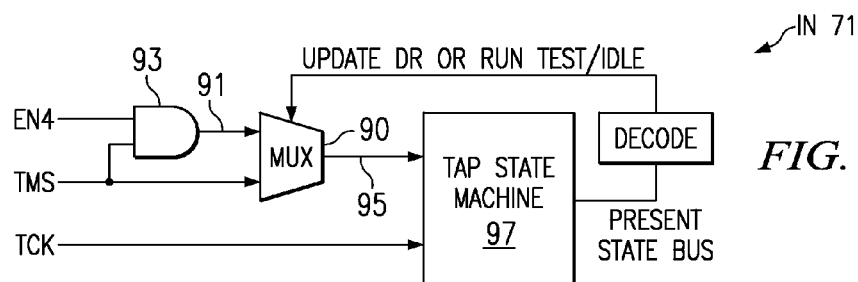 IN 71
UPDATE DR OR RUN TEST/IDLE
93
91
EN4
90
MUX
DECODE
TAP STATE
MACHINE
97
FIG.
TMS
95
PRESENT
STATE BUS
TCK